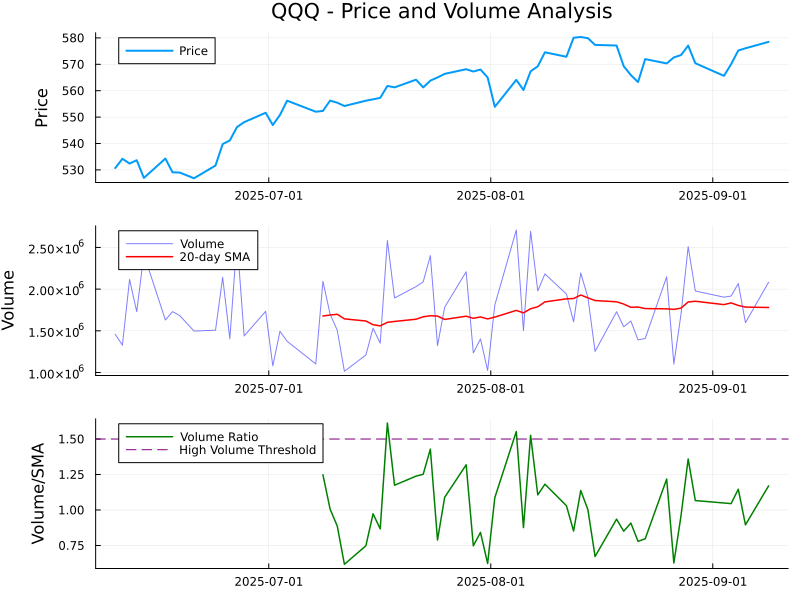 QQQ - Price and Volume Analysis
Price
580
570
560
550
540
530
Price
2025-07-01
2025-08-01
2025-09-01
Volume
2.50×10⁶
2.00×10⁶
1.50×10⁶
1.00×10⁶
Volume
20-day SMA
2025-07-01
2025-08-01
2025-09-01
Volume/SMA
1.50
1.25
1.00
0.75
Volume Ratio
High Volume Threshold
2025-07-01
2025-08-01
2025-09-01